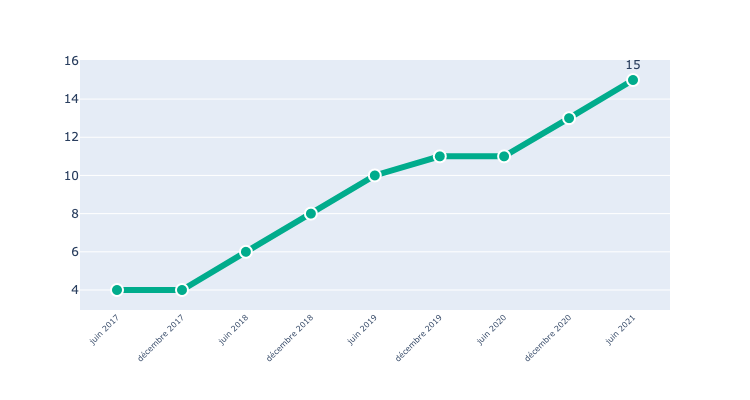 16
15
14
12
10
8
6
4
juin 2017
décembre 2017
juin 2018
décembre 2018
juin 2019
décembre 2019
juin 2020
décembre 2020
juin 2021